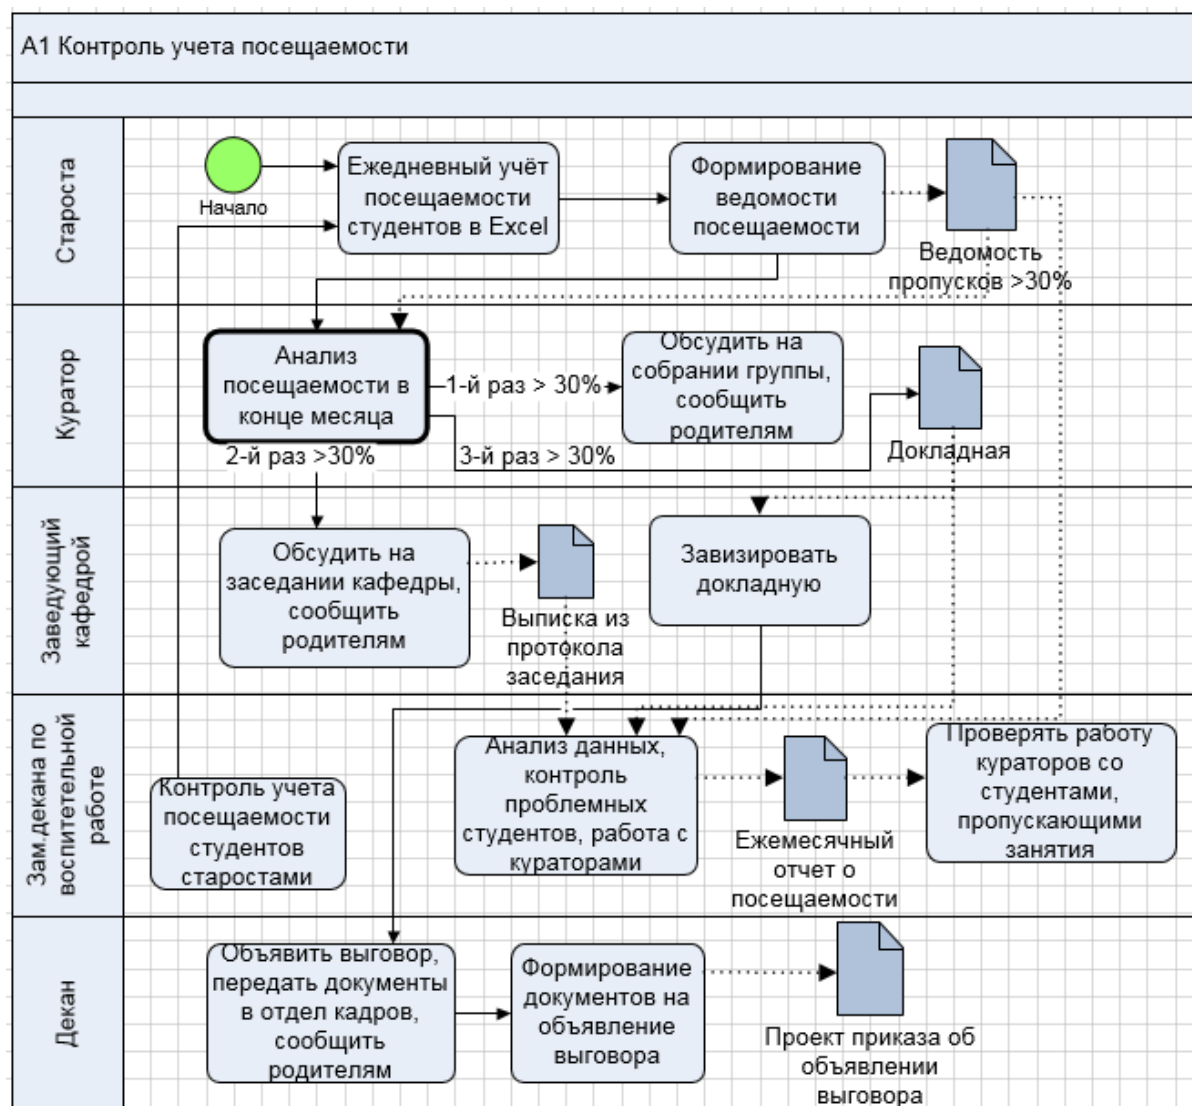 А1 Контроль учета посещаемости
Староста
Начало
Ежедневный учёт
посещаемости
студентов в Excel
Формирование
ведомости
посещаемости
Ведомость
пропусков >30%
Куратор
Анализ
посещаемости в
конце месяца
1-й раз > 30%
2-й раз >30%
3-й раз > 30%
Обсудить на
собрании группы,
сообщить
родителям
Докладная
Заведующий
кафедрой
Обсудить на
заседании кафедры,
сообщить
родителям
Выписка из
протокола
заседания
Завизировать
докладную
Зам.декана по
воспитетельной
работе
Контроль учета
посещаемости
студентов
старостами
Анализ данных,
контроль
проблемных
студентов, работа с
кураторами
Ежемесячный
отчет о
посещаемости
Проверять работу
кураторов со
студентами,
пропускающими
занятия
Декан
Объявить выговор,
передать документы
в отдел кадров,
сообщить
родителям
Формирование
документов на
объявление
выговора
Проект приказа об
объявлении
выговора